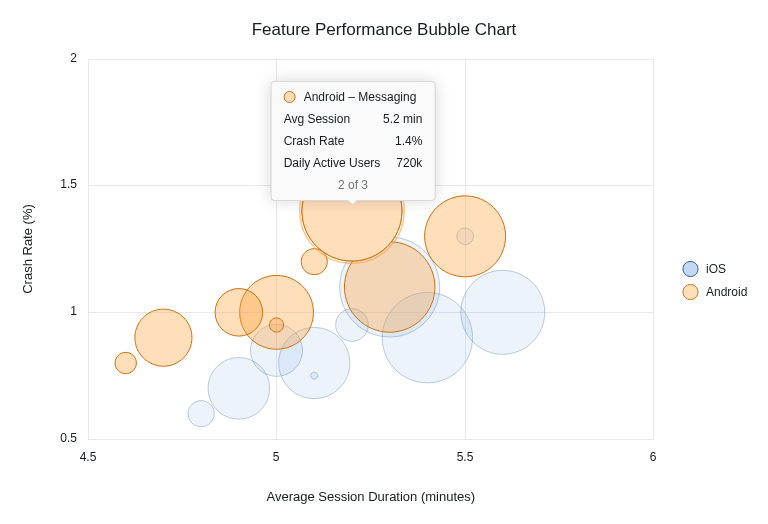 Feature Performance Bubble Chart
2
1.5
1
0.5
4.5 5 5.5 6
Crash Rate (%)
Average Session Duration (minutes)
Android – Messaging
Avg Session 5.2 min
Crash Rate 1.4%
Daily Active Users 720k
2 of 3
iOS
Android